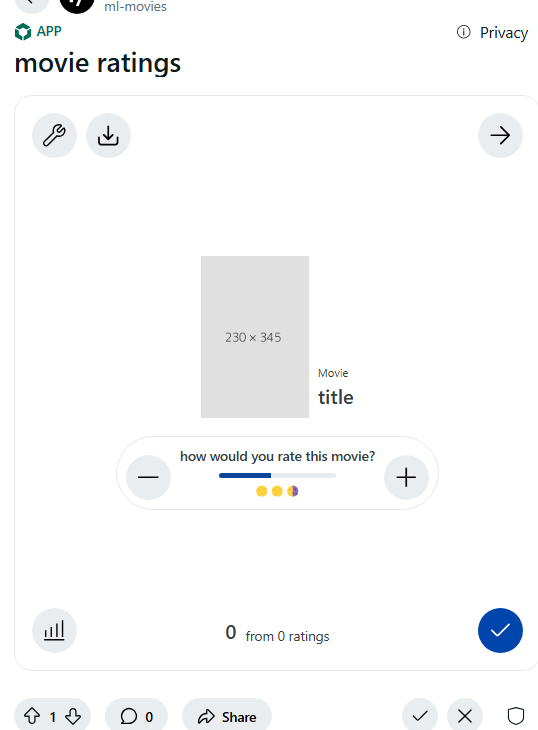 ml-movies
APP
Privacy
movie ratings
230 × 345
Movie
title
how would you rate this movie?
0 from 0 ratings
1
0
Share